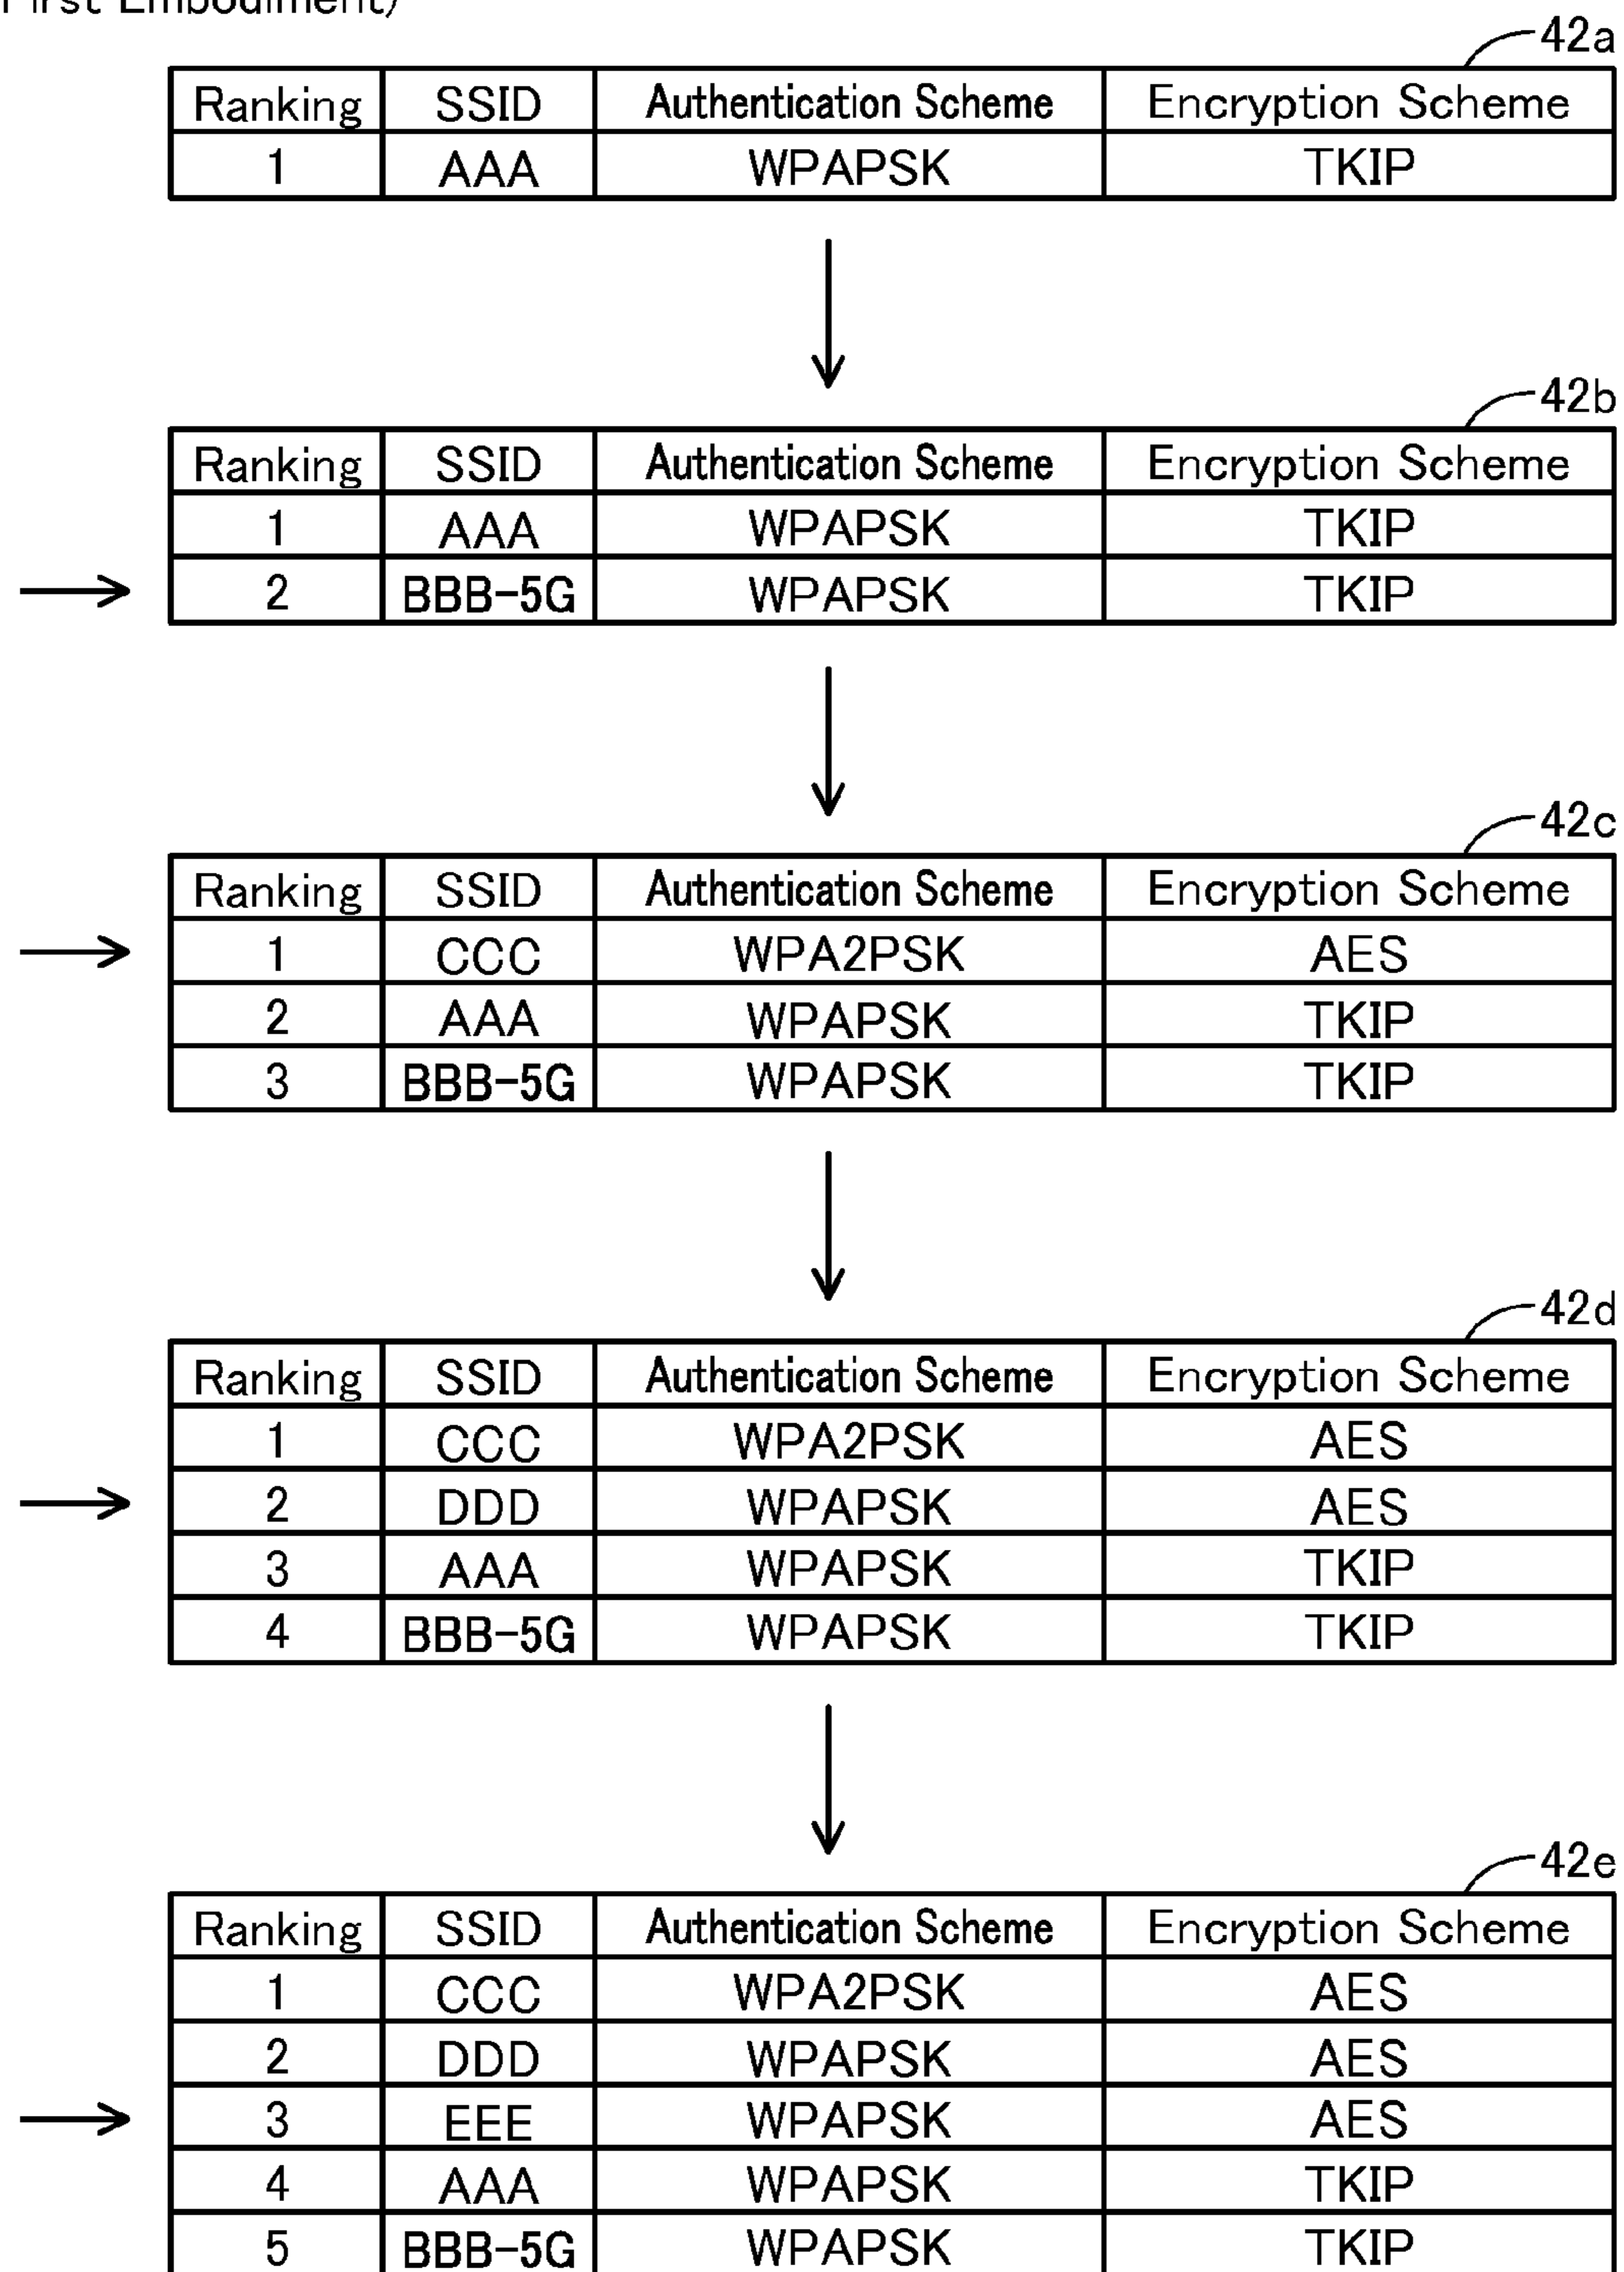 First Embodiment)
42a
Ranking SSID Authentication Scheme Encryption Scheme
1 AAA WPAPSK TKIP
42b
Ranking SSID Authentication Scheme Encryption Scheme
1 AAA WPAPSK TKIP
2 BBB-5G WPAPSK TKIP
42c
Ranking SSID Authentication Scheme Encryption Scheme
1 CCC WPA2PSK AES
2 AAA WPAPSK TKIP
3 BBB-5G WPAPSK TKIP
42d
Ranking SSID Authentication Scheme Encryption Scheme
1 CCC WPA2PSK AES
2 DDD WPAPSK AES
3 AAA WPAPSK TKIP
4 BBB-5G WPAPSK TKIP
42e
Ranking SSID Authentication Scheme Encryption Scheme
1 CCC WPA2PSK AES
2 DDD WPAPSK AES
3 EEE WPAPSK AES
4 AAA WPAPSK TKIP
5 BBB-5G WPAPSK TKIP